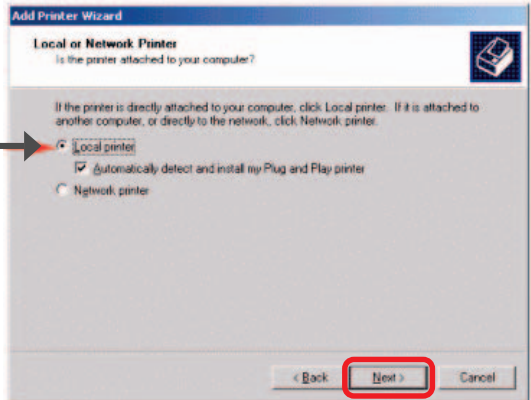 Add Printer Wizard
Local or Network Printer
Is the printer attached to your computer?
If the printer is directly attached to your computer, click Local printer. If it is attached to
another computer, or directly to the network, click Network printer.
Local printer
Automatically detect and install my Plug and Play printer
Network printer
< Back
Next >
Cancel